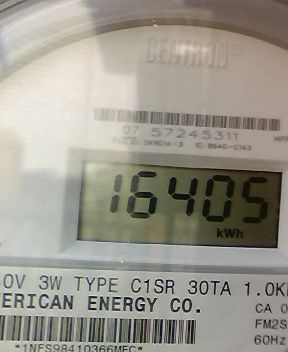 CENTRON®
07 57245311
16405
kWh
0V 3W TYPE C1SR 30TA 1.0K
ERICAN ENERGY CO.
CA 0
FM2S
60Hz
*1NFS98410366MEC*